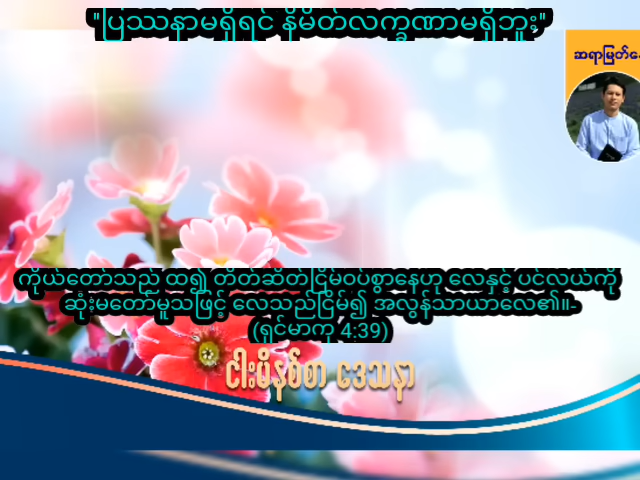 "ပြဿနာမရှိရင် နိမိတ်လက္ခဏာမရှိဘူး"
ဆရာမြတ်နေ
ကိုယ်တော်သည် ထ၍ တိတ်ဆိတ်ငြိမ်ဝပ်စွာနေဟု လေနှင့် ပင်လယ်ကို
ဆုံးမတော်မူသဖြင့် လေသည်ငြိမ်၍ အလွန်သာယာလေ၏။-
(ရှင်မာကု 4:39)
ငါးမိနစ်စာ ဒေသနာ